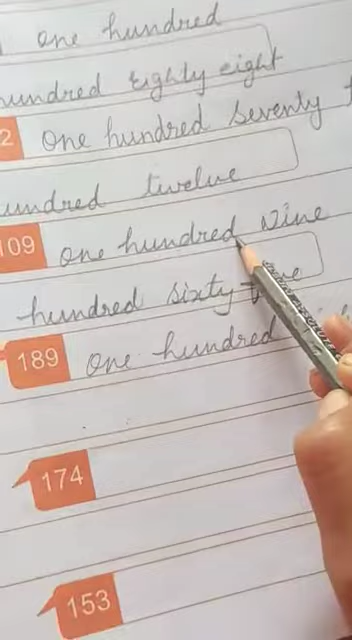 one hundred
hundred eighty eight
2 one hundred seventy
hundred twelve
109 one hundred Nine
hundred sixty
189 one hundred
174
153